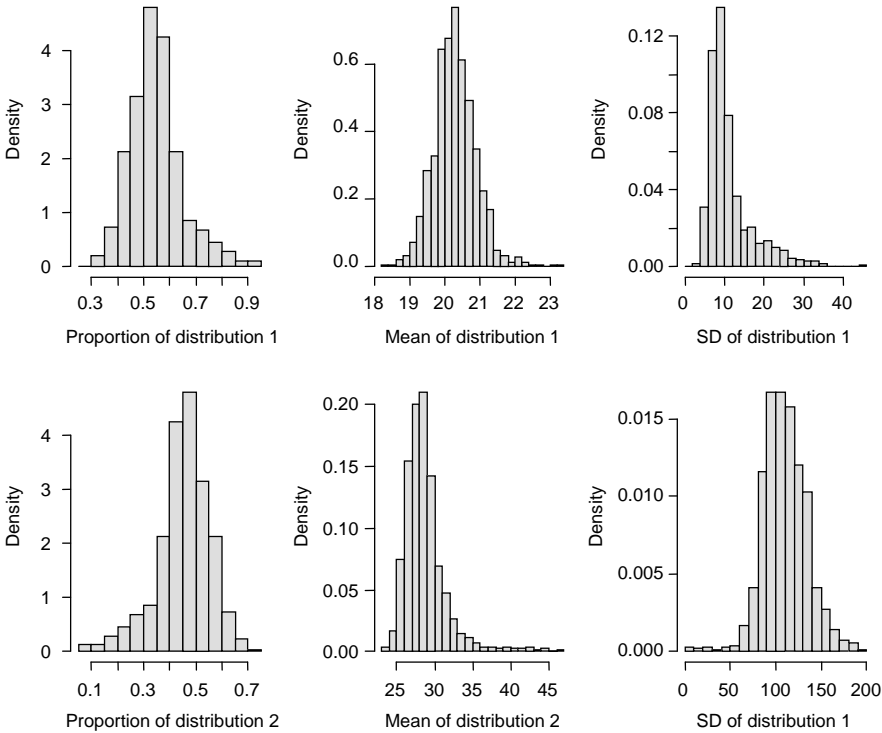 Density
4
3
2
1
0
0.3 0.5 0.7 0.9
Proportion of distribution 1
Density
0.6
0.4
0.2
0.0
18 19 20 21 22 23
Mean of distribution 1
Density
0.12
0.08
0.04
0.00
0 10 20 30 40
SD of distribution 1
Density
4
3
2
1
0
0.1 0.3 0.5 0.7
Proportion of distribution 2
Density
0.20
0.15
0.10
0.05
0.00
25 30 35 40 45
Mean of distribution 2
Density
0.015
0.010
0.005
0.000
0 50 100 150 200
SD of distribution 1